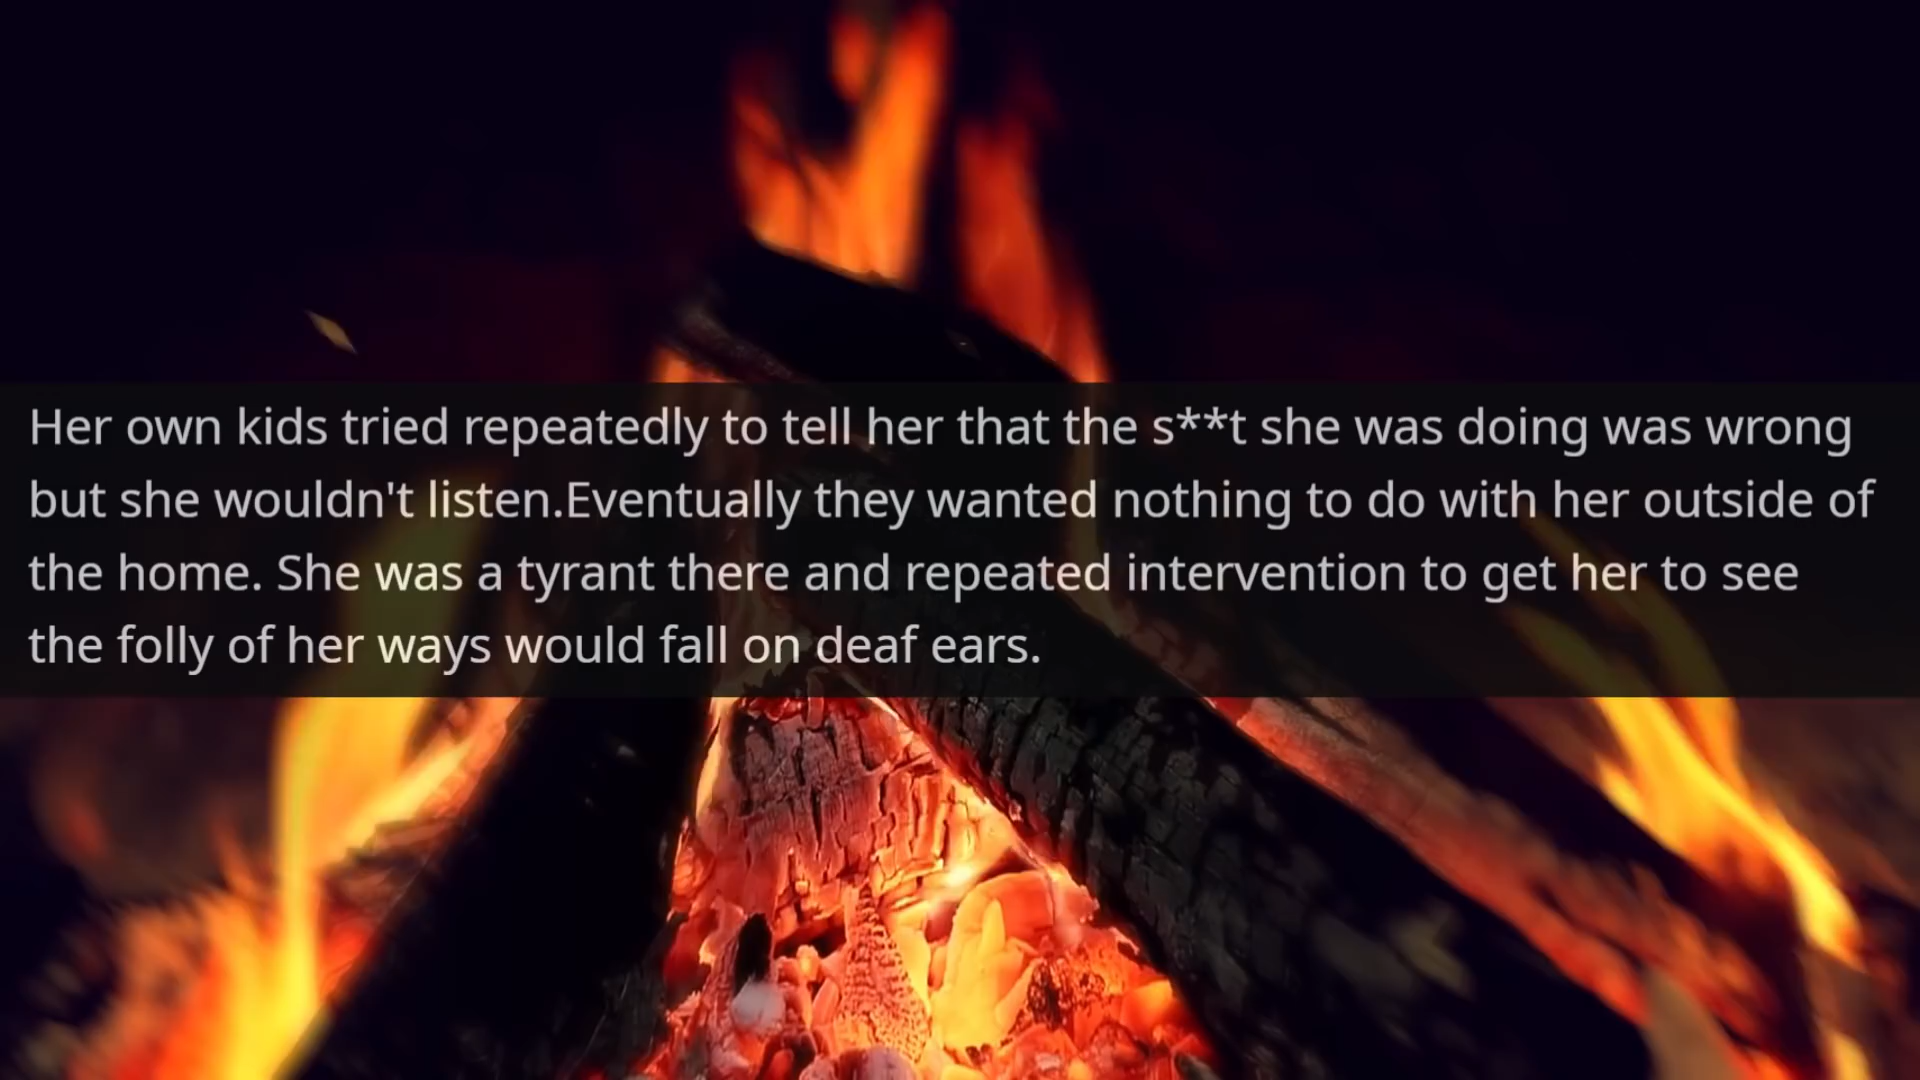 Her own kids tried repeatedly to tell her that the s**t she was doing was wrong
but she wouldn't listen.Eventually they wanted nothing to do with her outside of
the home. She was a tyrant there and repeated intervention to get her to see
the folly of her ways would fall on deaf ears.